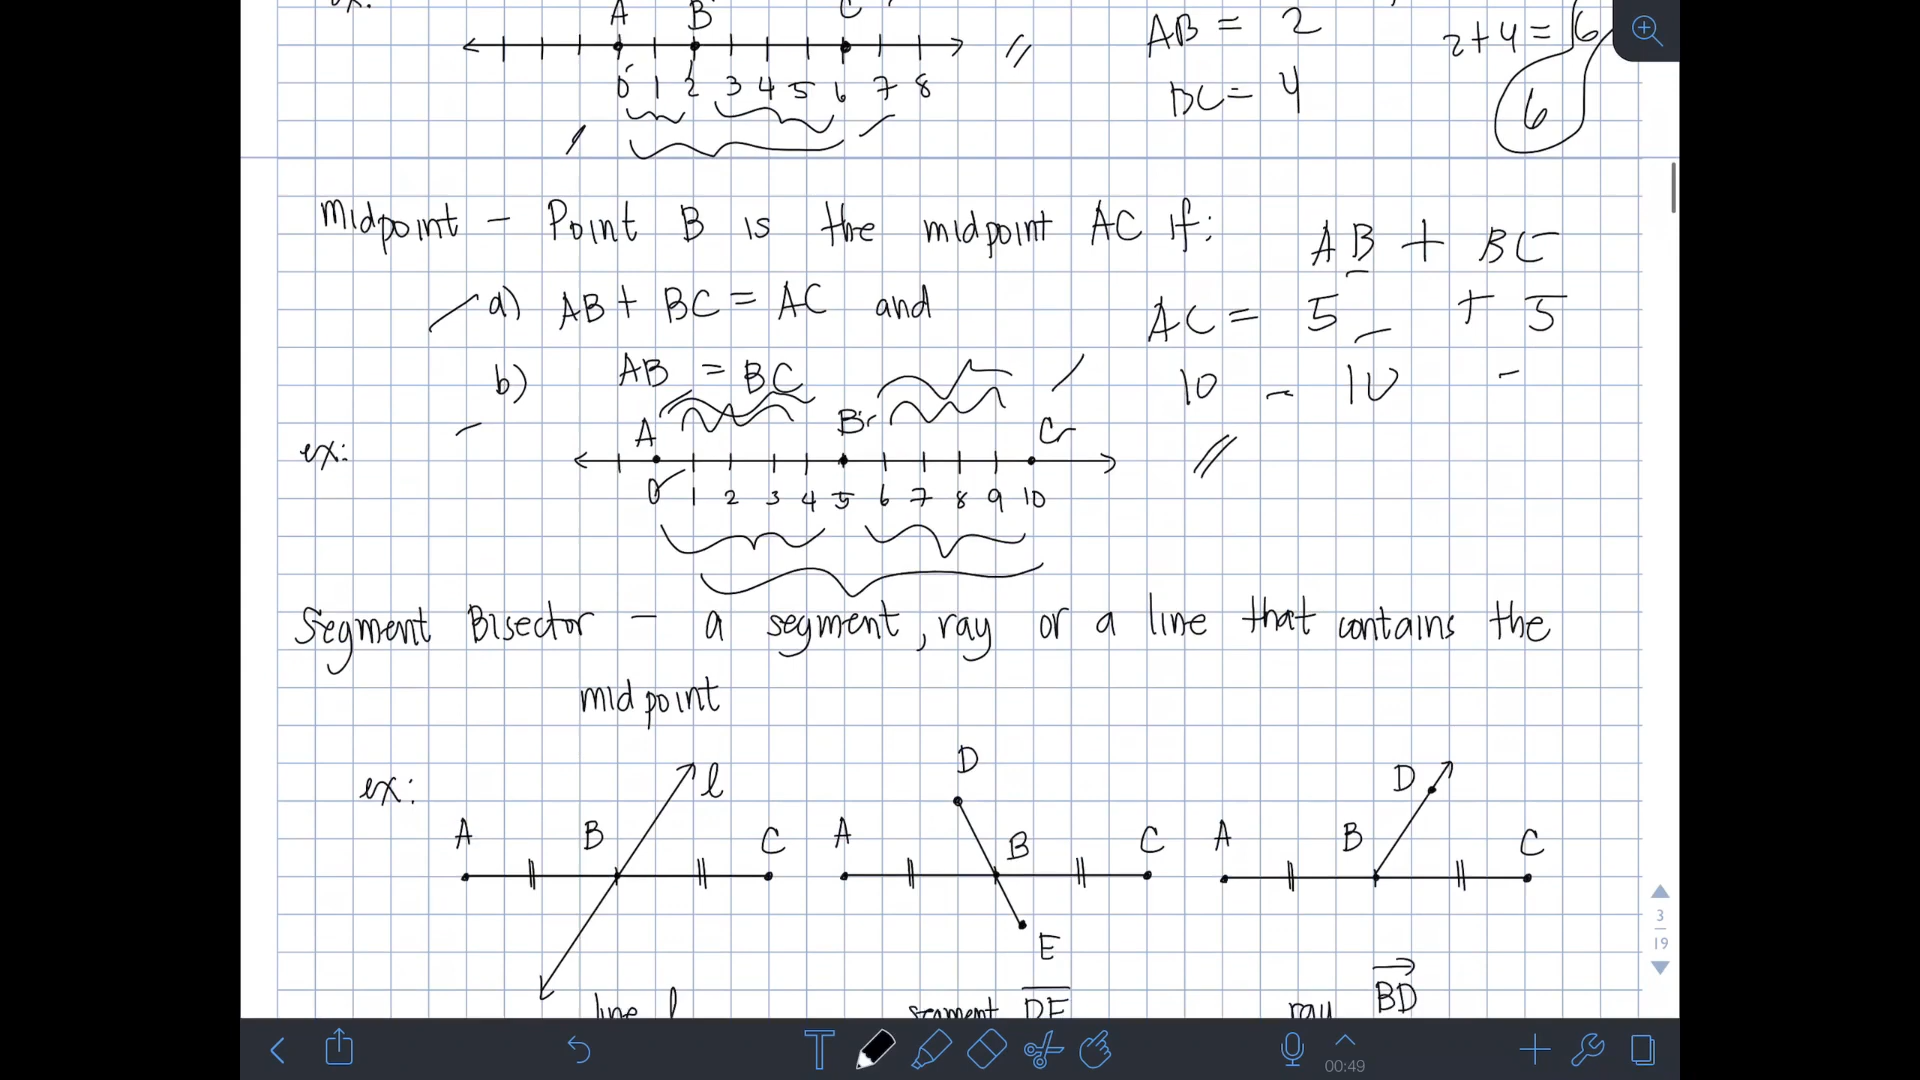 ex:
A B C
AB = 2
2+4 = 6
0 1 2 3 4 5 6 7 8
BC = 4
6
Midpoint - Point B is the midpoint AC if:
AB + BC
a) AB + BC = AC and
AC = 5 + 5
b) AB = BC
10 = 10
ex:
A B C
0 1 2 3 4 5 6 7 8 9 10
Segment Bisector - a segment, ray or a line that contains the
midpoint
ex:
A B C l
A B C D E
A B C D
line l
segment DE
ray BD
3
19
T
00:49